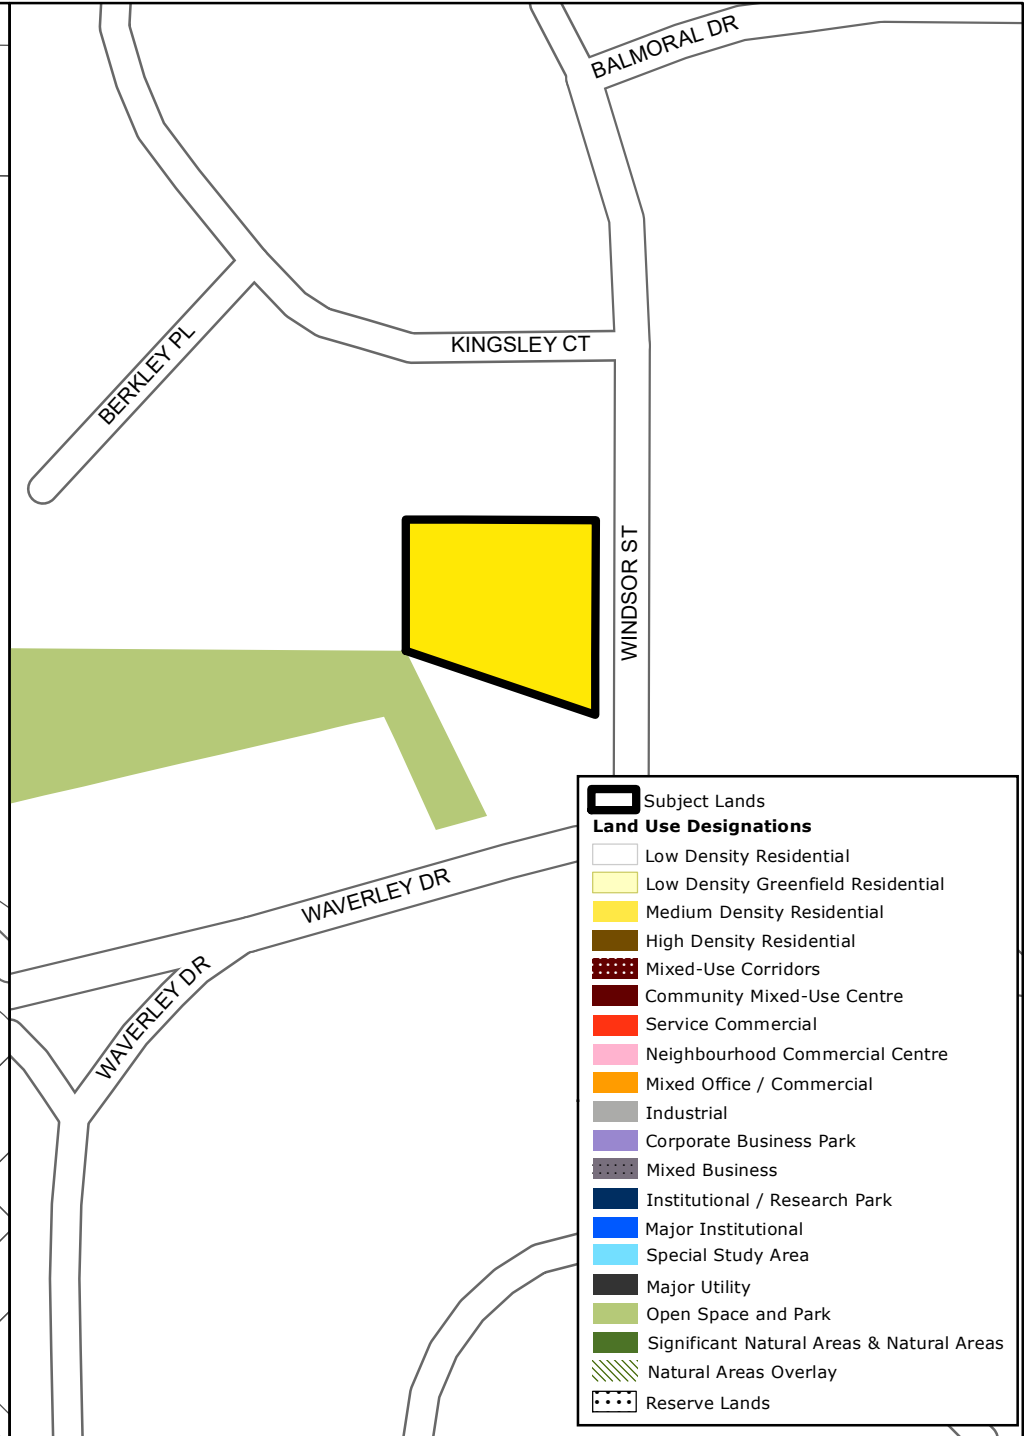 BALMORAL DR
KINGSLEY CT
BERKLEY PL
WINDSOR ST
WAVERLEY DR
WAVERLEY DR
Subject Lands
Land Use Designations
Low Density Residential
Low Density Greenfield Residential
Medium Density Residential
High Density Residential
Mixed-Use Corridors
Community Mixed-Use Centre
Service Commercial
Neighbourhood Commercial Centre
Mixed Office / Commercial
Industrial
Corporate Business Park
Mixed Business
Institutional / Research Park
Major Institutional
Special Study Area
Major Utility
Open Space and Park
Significant Natural Areas & Natural Areas
Natural Areas Overlay
Reserve Lands